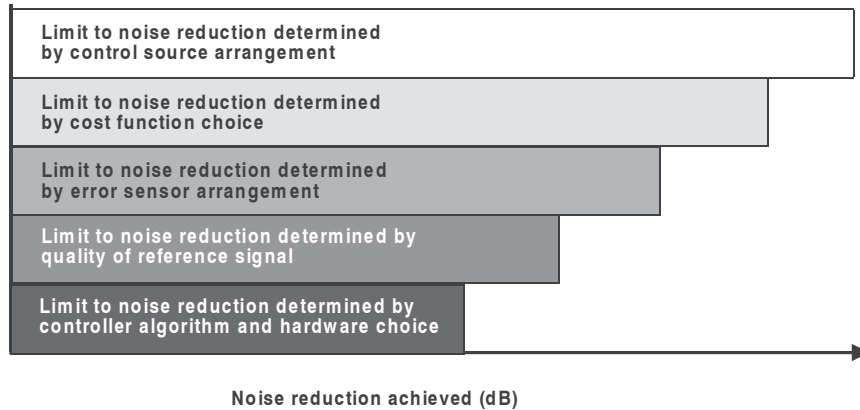 Limit to noise reduction determined
by control source arrangement
Limit to noise reduction determined
by cost function choice
Limit to noise reduction determined
by error sensor arrangement
Limit to noise reduction determined by
quality of reference signal
Limit to noise reduction determined by
controller algorithm and hardware choice
Noise reduction achieved (dB)